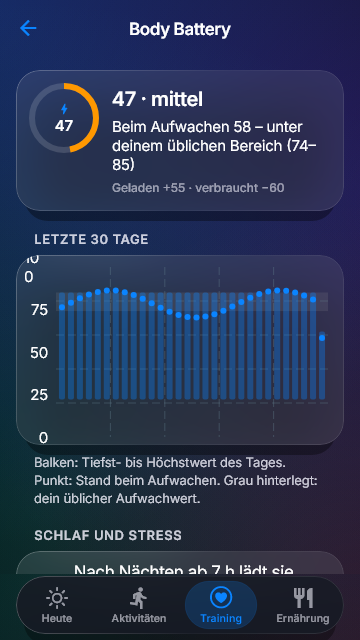 Body Battery
47
47 · mittel
Beim Aufwachen 58 – unter
deinem üblichen Bereich (74–
85)
Geladen +55 · verbraucht −60
LETZTE 30 TAGE
10
0
75
50
25
0
Balken: Tiefst- bis Höchstwert des Tages.
Punkt: Stand beim Aufwachen. Grau hinterlegt:
dein üblicher Aufwachwert.
SCHLAF UND STRESS
Nach Nächten ab 7 h lädt sie
Heute
Aktivitäten
Training
Ernährung